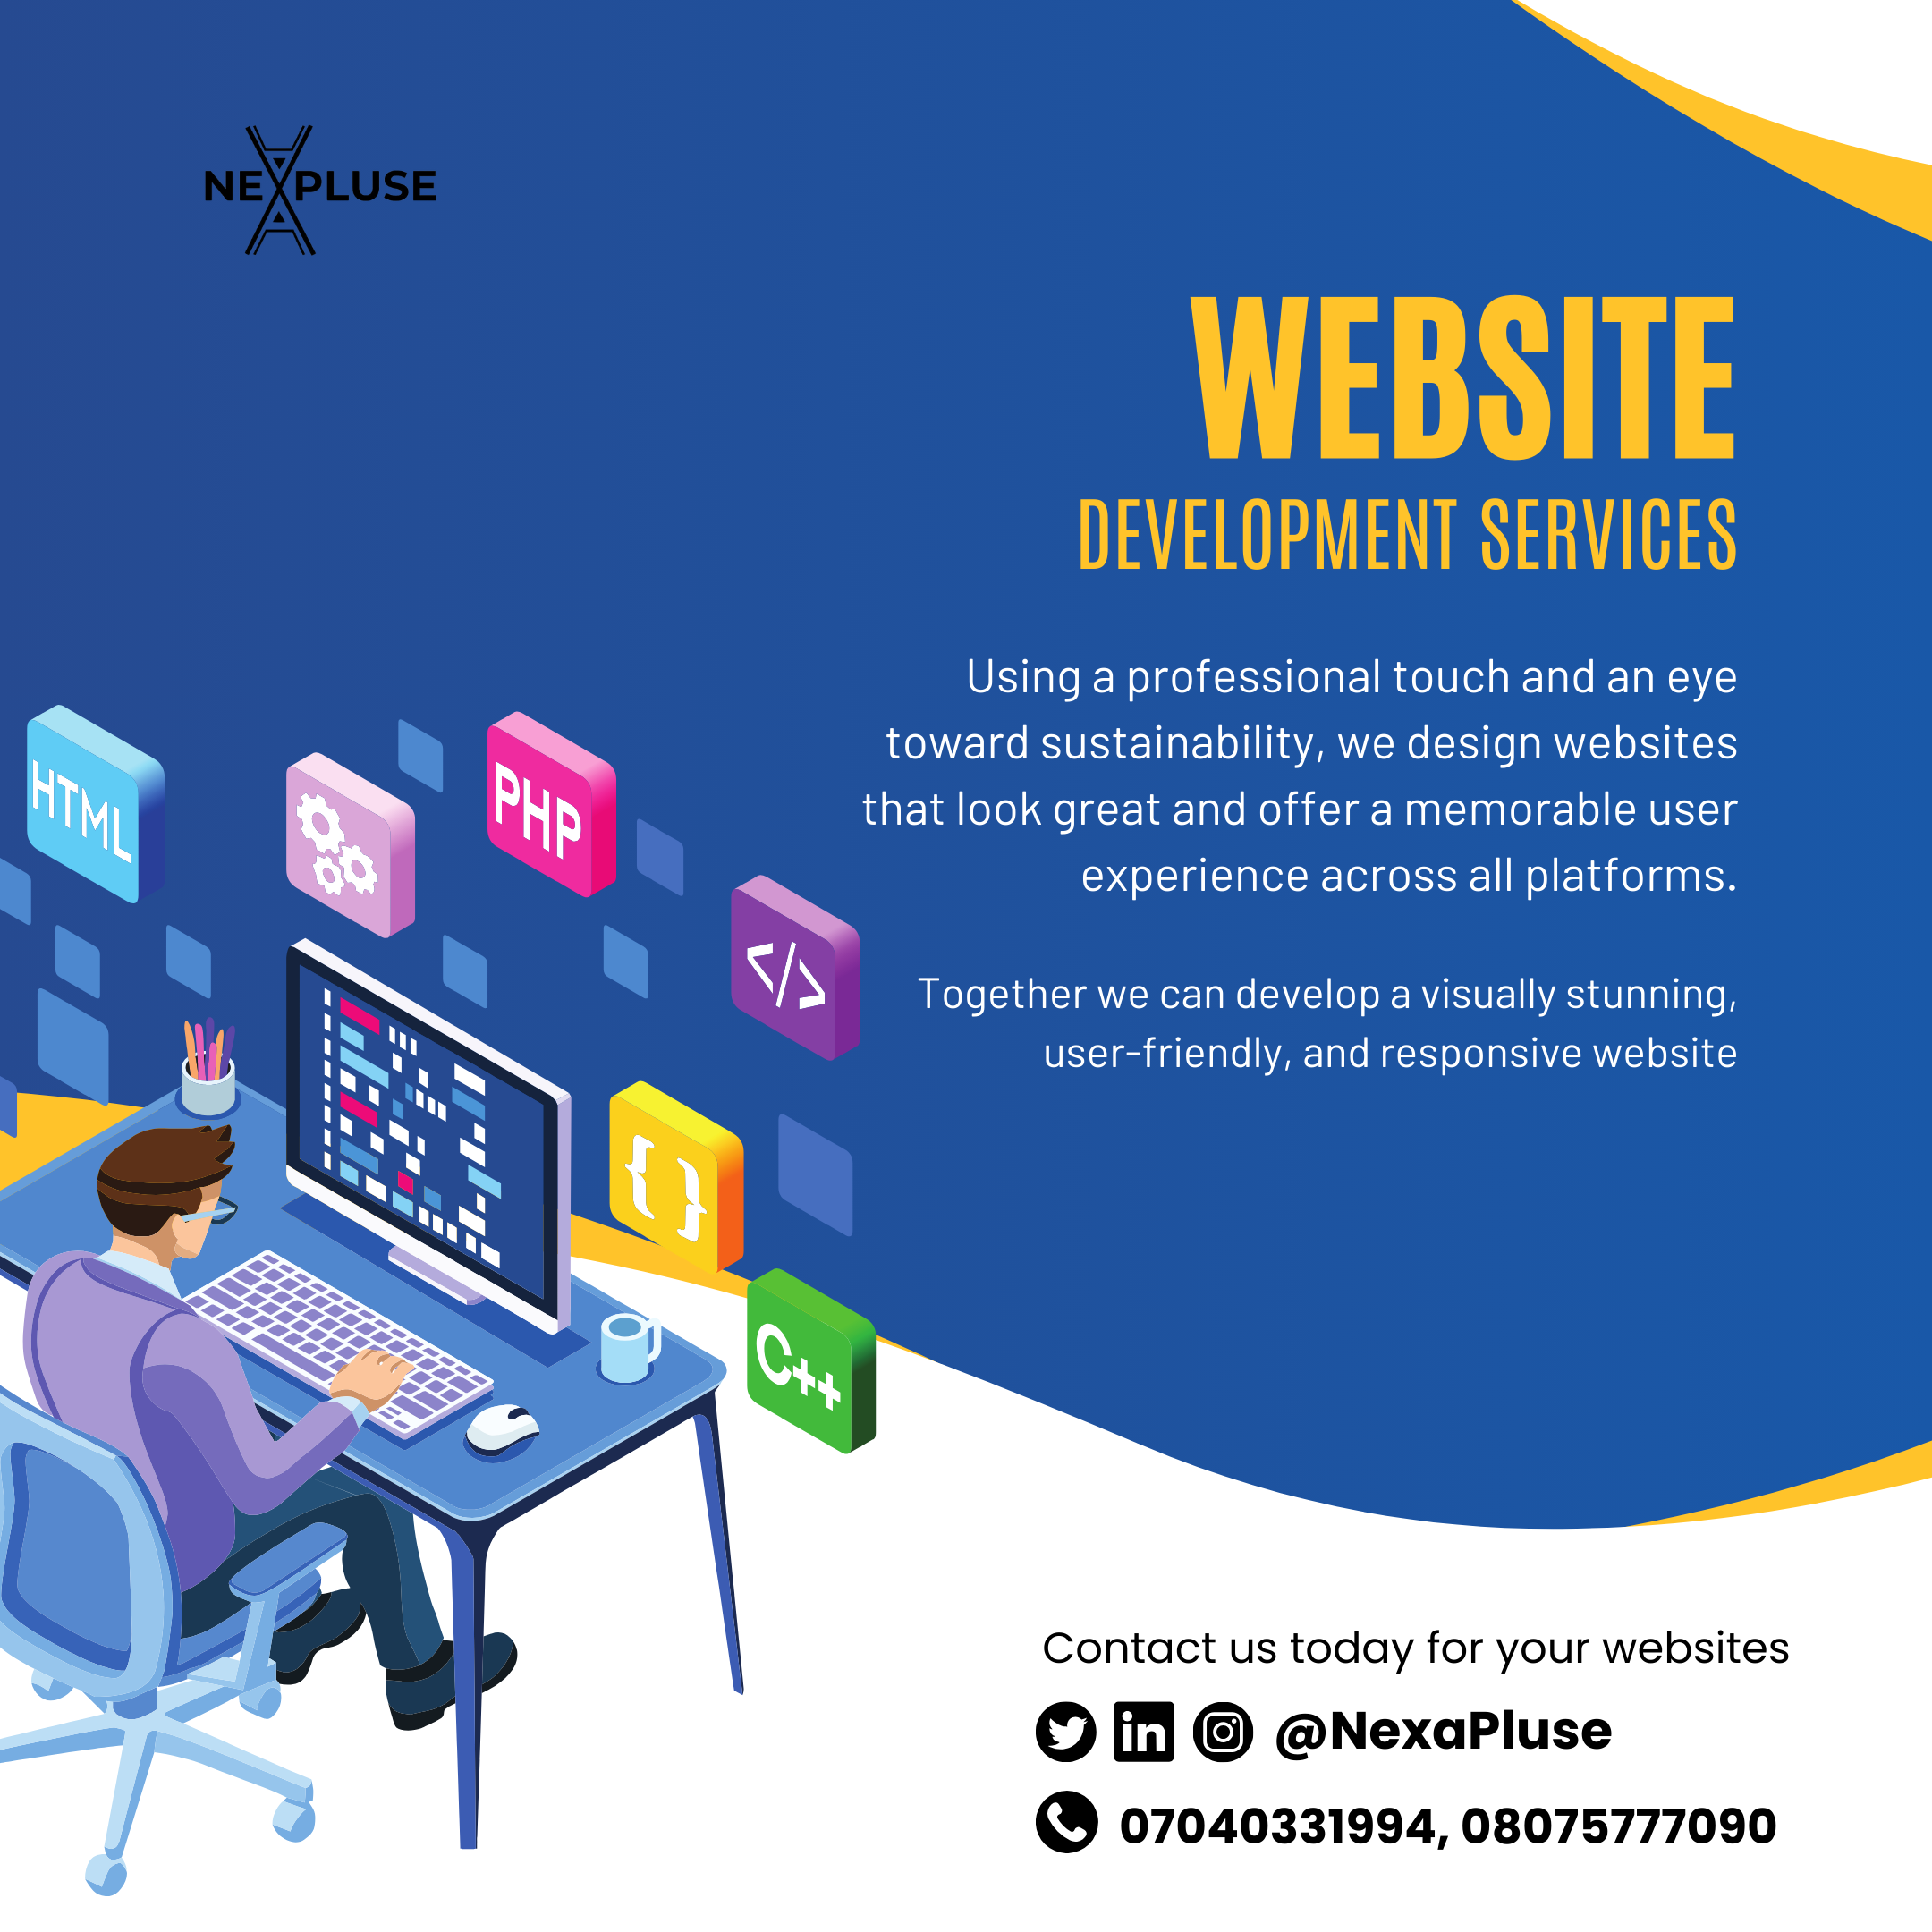 NEXPLUSE
WEBSITE
DEVELOPMENT SERVICES
Using a professional touch and an eye
toward sustainability, we design websites
that look great and offer a memorable user
experience across all platforms.
Together we can develop a visually stunning,
user-friendly, and responsive website
HTML
PHP
</>
{ }
C++
Contact us today for your websites
in @NexaPluse
07040331994, 08075777090